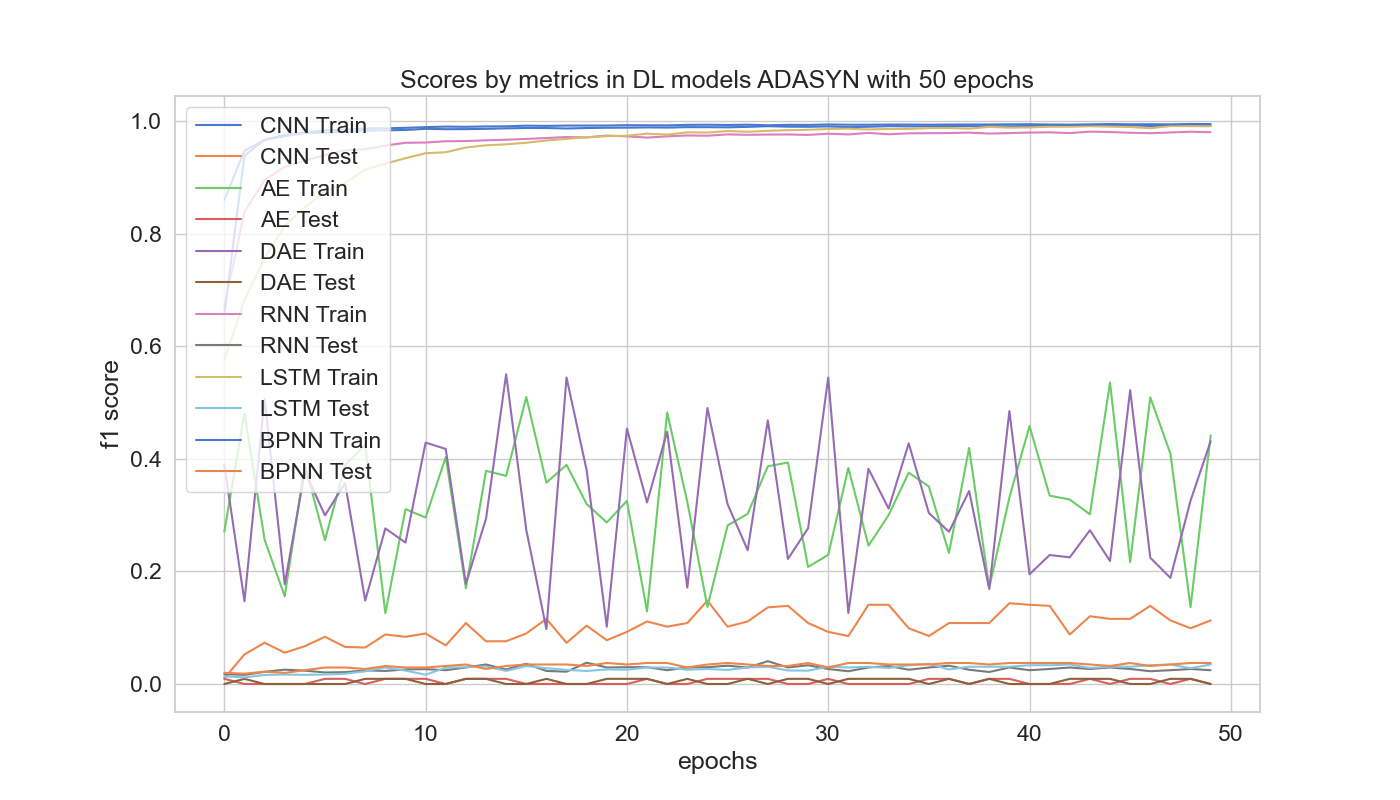 Scores by metrics in DL models ADASYN with 50 epochs
1.0
0.8
0.6
0.4
0.2
0.0
f1 score
CNN Train
CNN Test
AE Train
AE Test
DAE Train
DAE Test
RNN Train
RNN Test
LSTM Train
LSTM Test
BPNN Train
BPNN Test
0 10 20 30 40 50
epochs